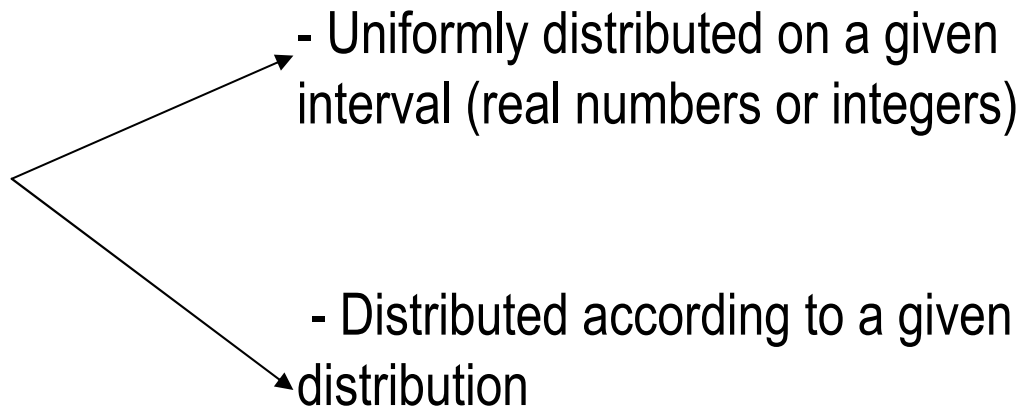 - Uniformly distributed on a given
interval (real numbers or integers)
- Distributed according to a given
distribution